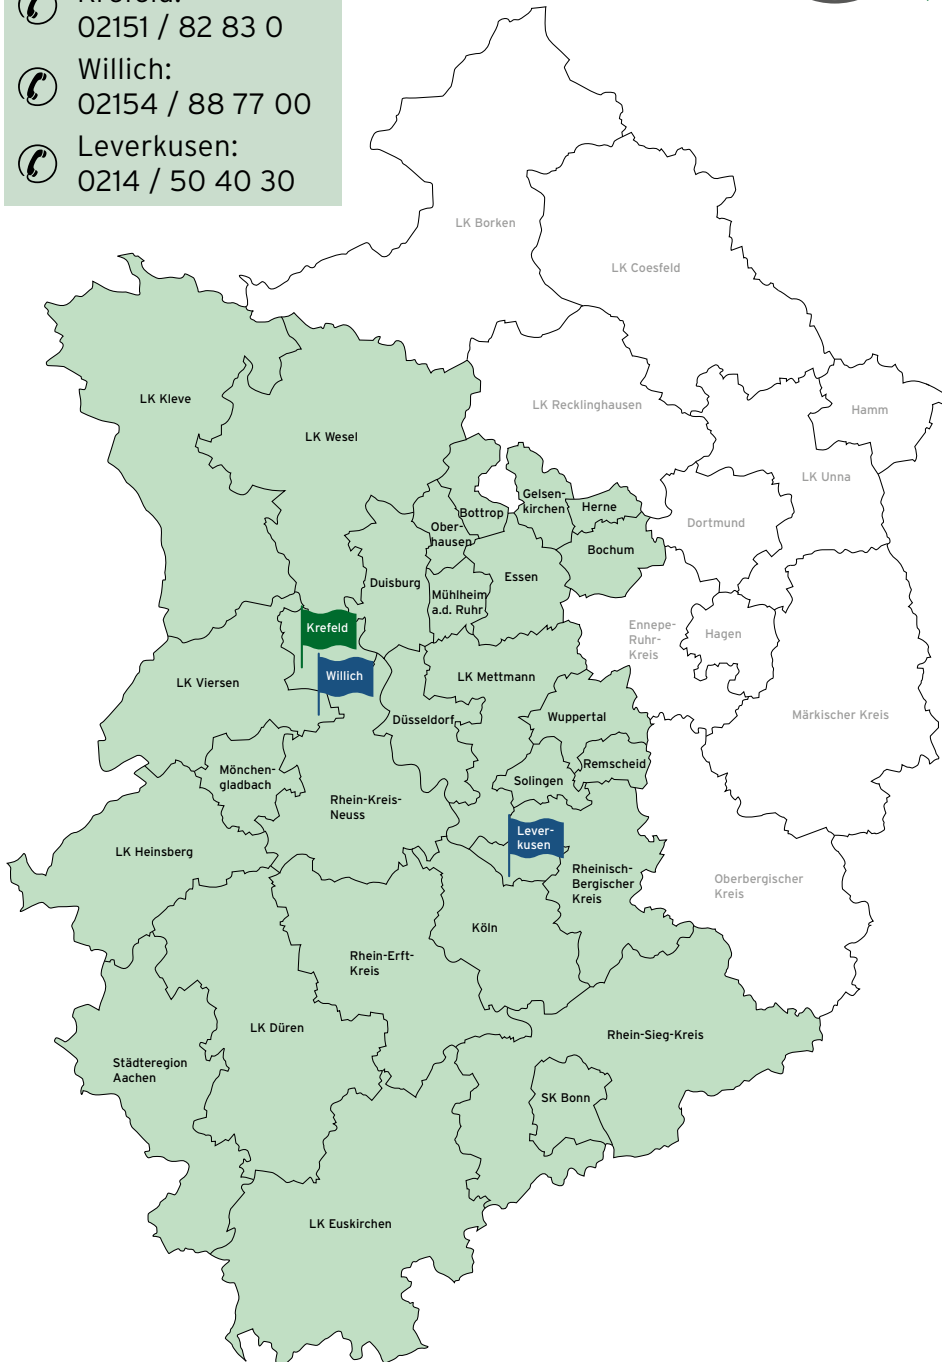 Krefeld:
02151 / 82 83 0
Willich:
02154 / 88 77 00
Leverkusen:
0214 / 50 40 30
LK Borken
LK Coesfeld
LK Kleve
LK Wesel
LK Recklinghausen
Hamm
LK Unna
Dortmund
Gelsen-
kirchen
Herne
Bottrop
Ober-
hausen
Bochum
Duisburg
Essen
Mühlheim
a.d. Ruhr
Ennepe-
Ruhr-
Kreis
Hagen
Krefeld
Willich
LK Viersen
LK Mettmann
Düsseldorf
Wuppertal
Märkischer Kreis
Remscheid
Solingen
Mönchen-
gladbach
Rhein-Kreis-
Neuss
Lever-
kusen
LK Heinsberg
Rheinisch-
Bergischer
Kreis
Oberbergischer
Kreis
Köln
Rhein-Erft-
Kreis
LK Düren
Rhein-Sieg-Kreis
Städteregion
Aachen
SK Bonn
LK Euskirchen